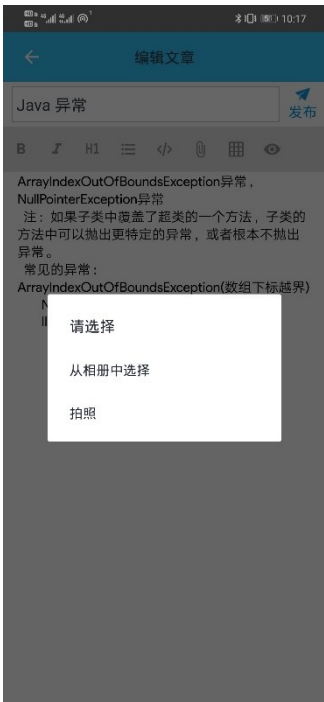 10:17
编辑文章
Java 异常
发布
B I H1 </>
ArrayIndexOutOfBoundsException异常，
NullPointerException异常
注：如果子类中覆盖了超类的一个方法，子类的
方法中可以抛出更特定的异常，或者根本不抛出
异常。
常见的异常：
ArrayIndexOutOfBoundsException(数组下标越界)
请选择
从相册中选择
拍照